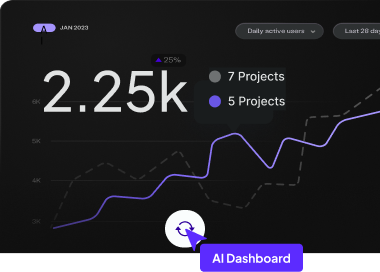 JAN 2023
Daily active users
Last 28 day
25%
2.25k
7 Projects
5 Projects
6K
5K
4K
3K
AI Dashboard